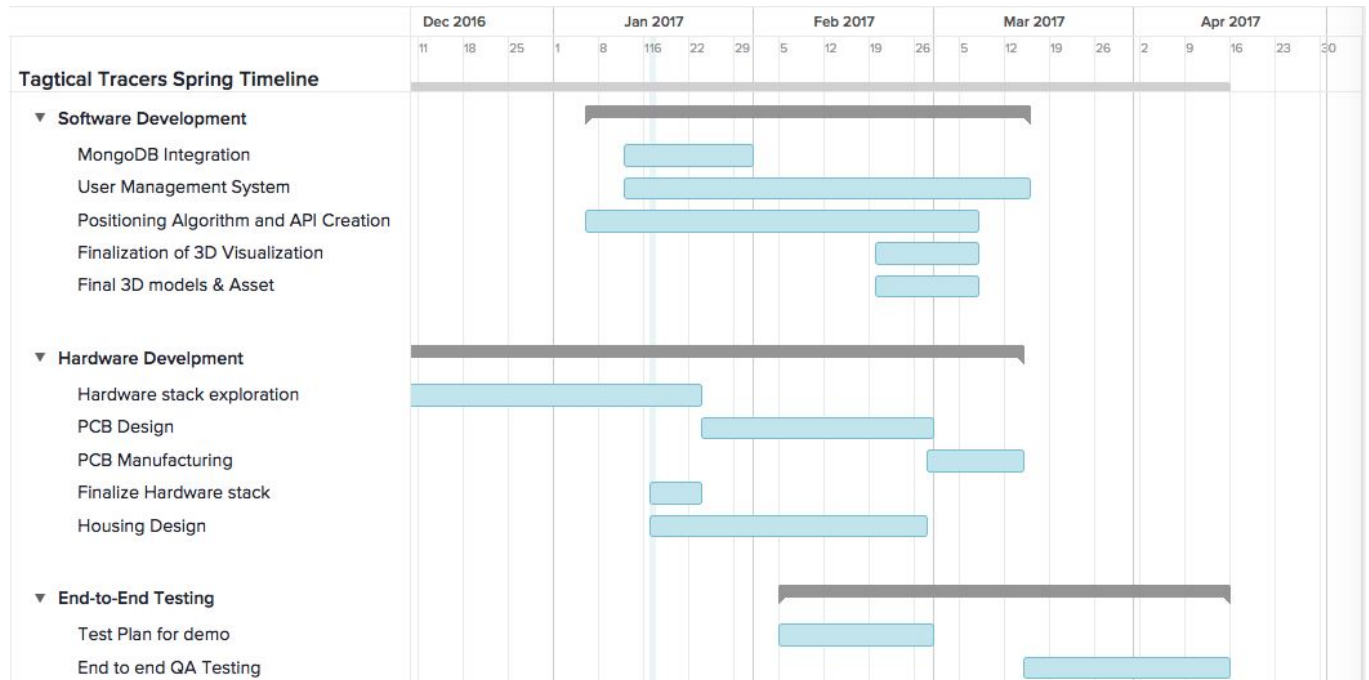 Dec 2016 Jan 2017 Feb 2017 Mar 2017 Apr 2017
11 18 25 1 8 116 22 29 5 12 19 26 5 12 19 26 2 9 16 23 30
Tagtical Tracers Spring Timeline
▼ Software Development
MongoDB Integration
User Management System
Positioning Algorithm and API Creation
Finalization of 3D Visualization
Final 3D models & Asset
▼ Hardware Develpment
Hardware stack exploration
PCB Design
PCB Manufacturing
Finalize Hardware stack
Housing Design
▼ End-to-End Testing
Test Plan for demo
End to end QA Testing